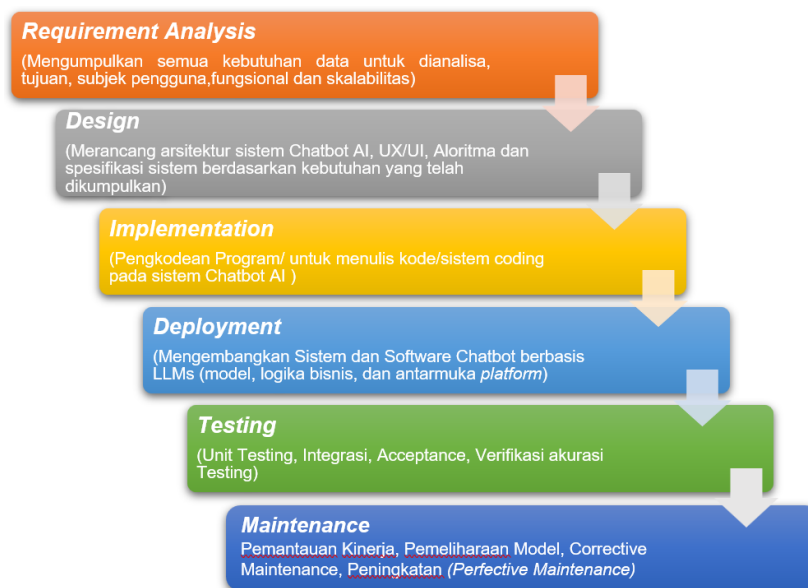 Requirement Analysis
(Mengumpulkan semua kebutuhan data untuk dianalisa,
tujuan, subjek pengguna,fungsional dan skalabilitas)
Design
(Merancang arsitektur sistem Chatbot AI, UX/UI, Aloritma dan
spesifikasi sistem berdasarkan kebutuhan yang telah
dikumpulkan)
Implementation
(Pengkodean Program/ untuk menulis kode/sistem coding
pada sistem Chatbot AI )
Deployment
(Mengembangkan Sistem dan Software Chatbot berbasis
LLMs (model, logika bisnis, dan antarmuka platform)
Testing
(Unit Testing, Integrasi, Acceptance, Verifikasi akurasi
Testing)
Maintenance
Pemantauan Kinerja, Pemeliharaan Model, Corrective
Maintenance, Peningkatan (Perfective Maintenance)